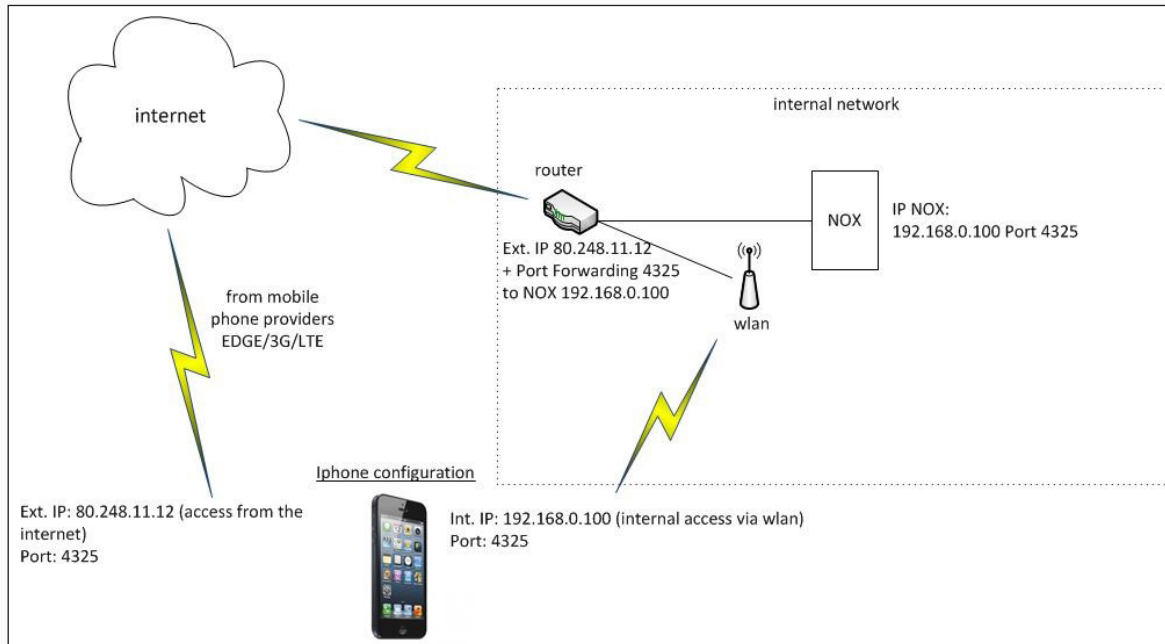 internet
internal network
router
NOX
IP NOX:
192.168.0.100 Port 4325
Ext. IP 80.248.11.12
+ Port Forwarding 4325
to NOX 192.168.0.100
wlan
from mobile
phone providers
EDGE/3G/LTE
Iphone configuration
Ext. IP: 80.248.11.12 (access from the
internet)
Port: 4325
Int. IP: 192.168.0.100 (internal access via wlan)
Port: 4325